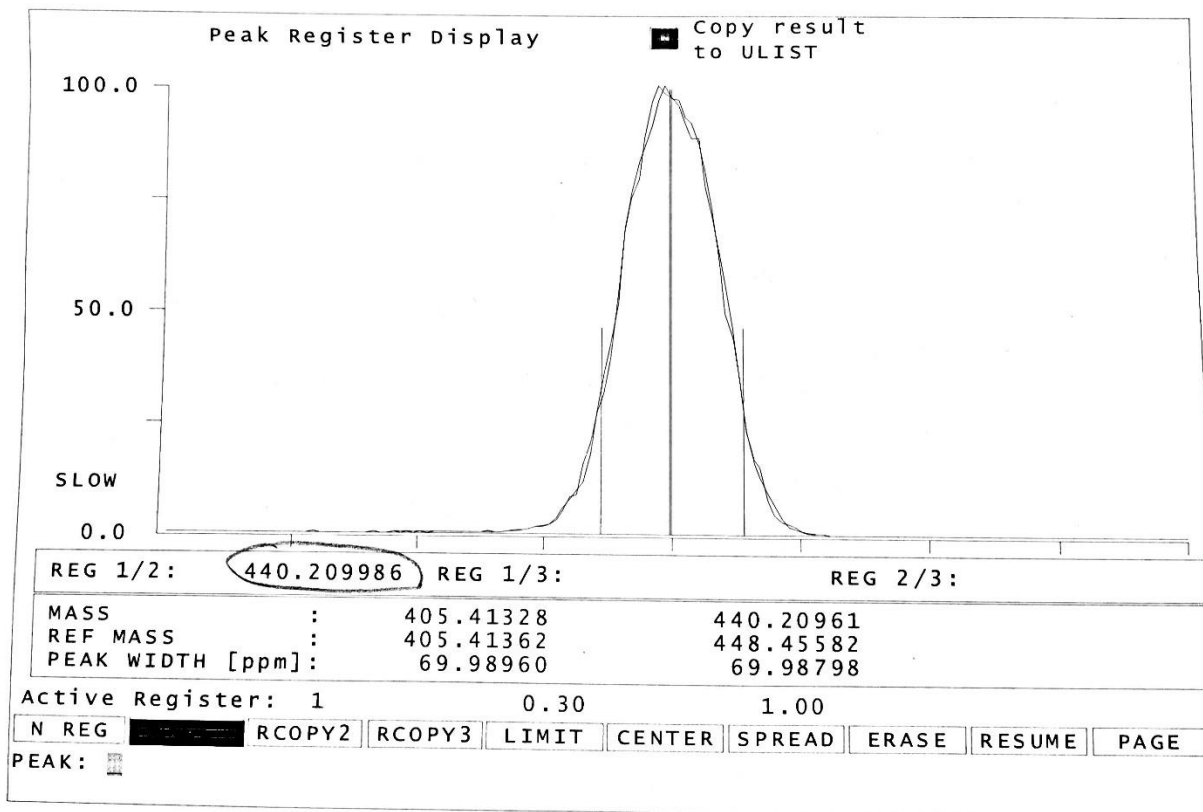 Peak Register Display
N Copy result
to ULIST
100.0
50.0
SLOW
0.0
REG 1/2: 440.209986 REG 1/3: REG 2/3:
MASS : 405.41328 440.20961
REF MASS : 405.41362 448.45582
PEAK WIDTH [ppm]: 69.98960 69.98798
Active Register: 1 0.30 1.00
N REG RCOPY2 RCOPY3 LIMIT CENTER SPREAD ERASE RESUME PAGE
PEAK: